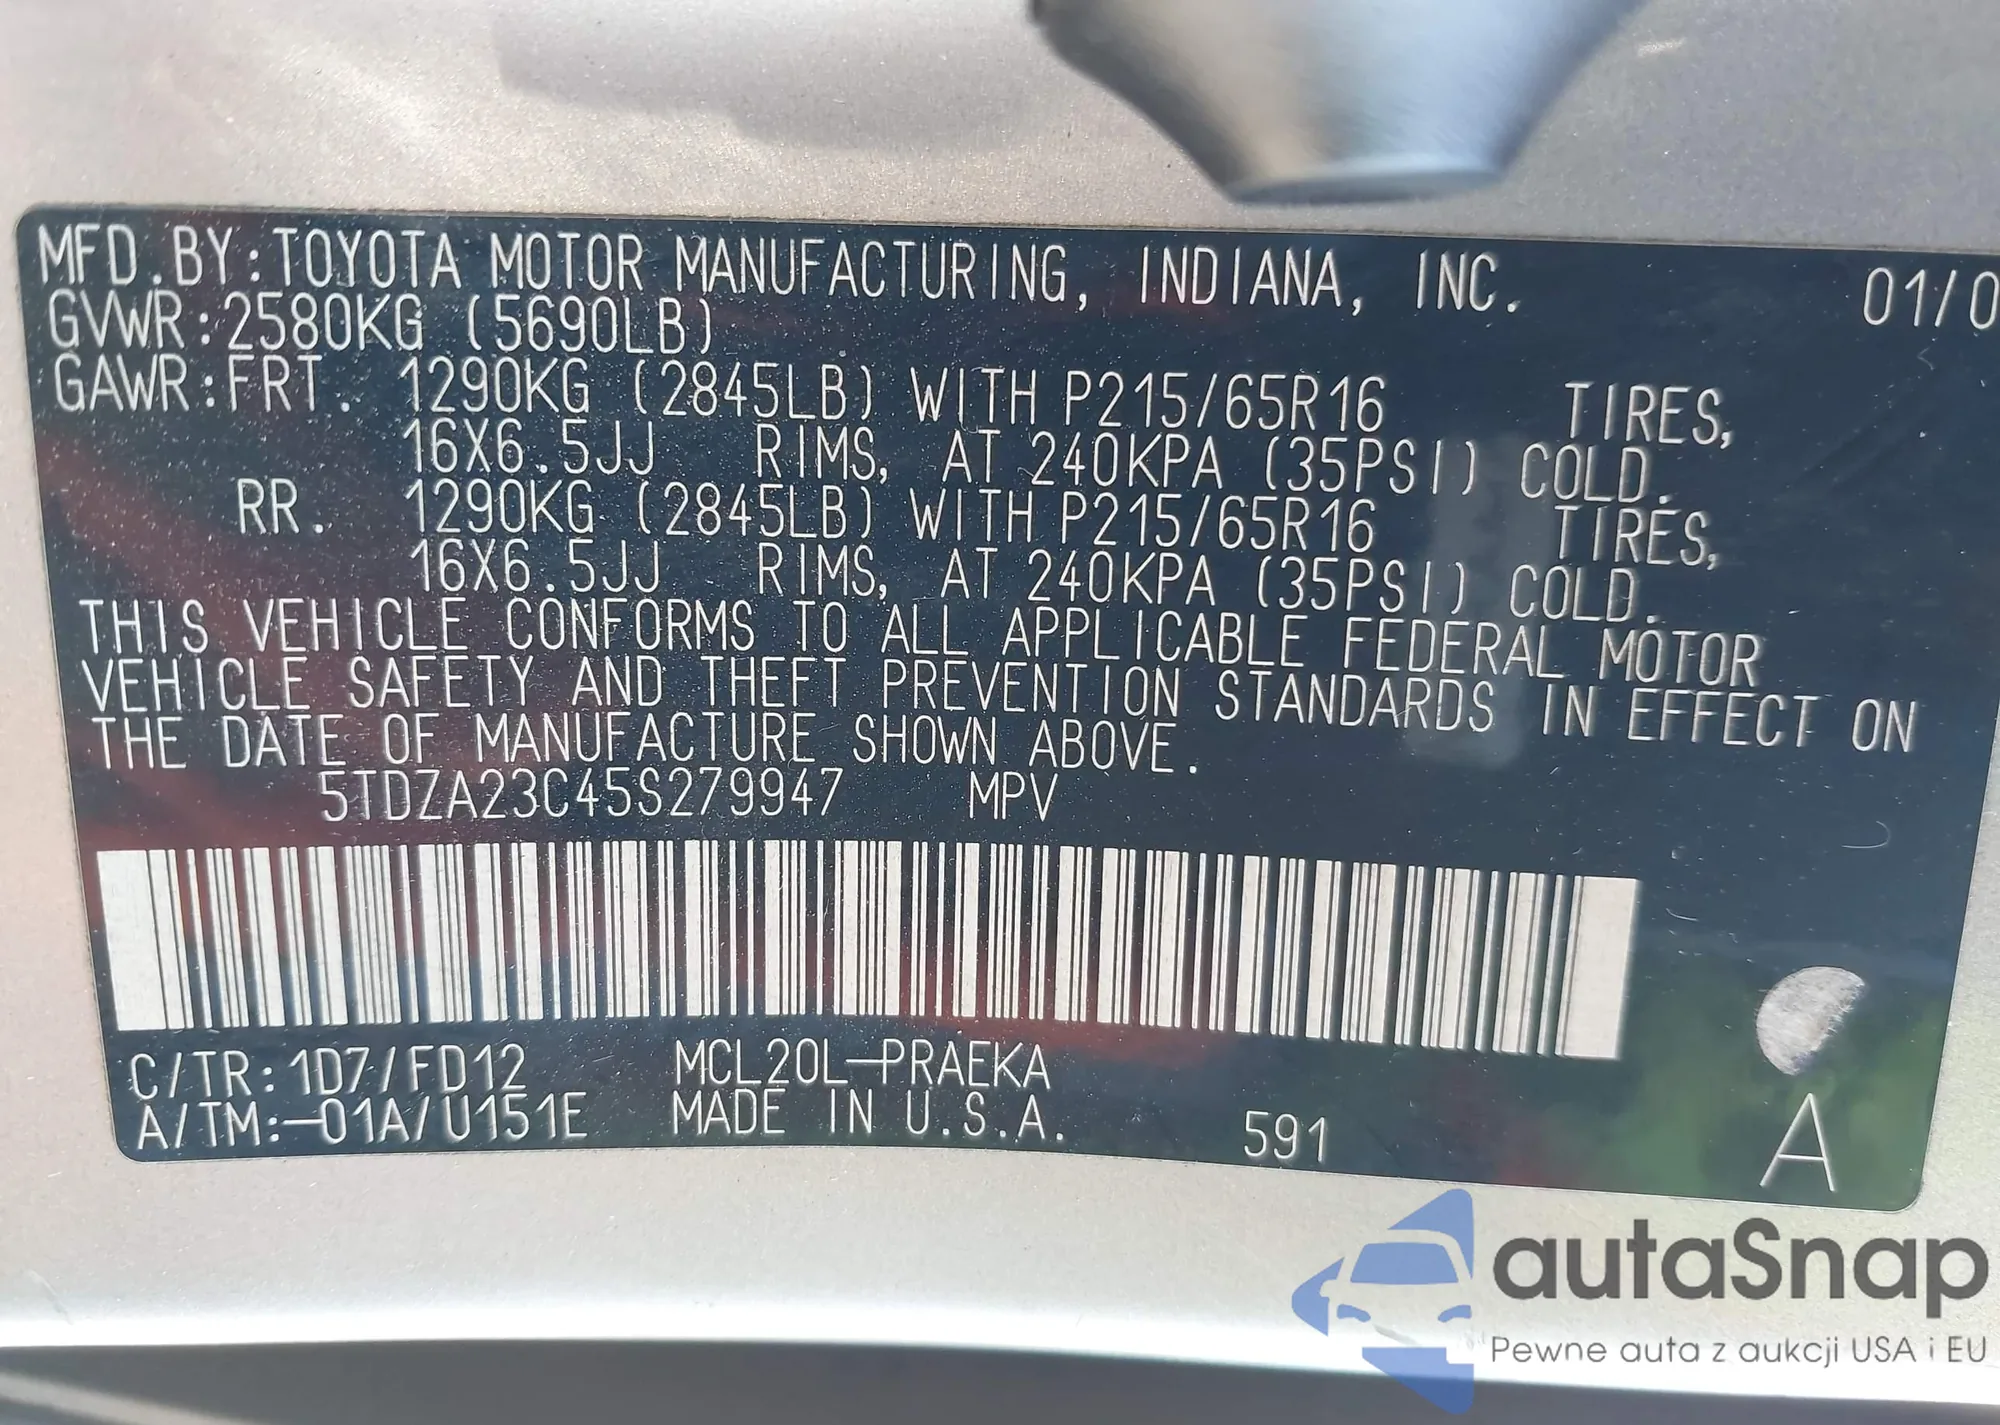 MFD.BY:TOYOTA MOTOR MANUFACTURING, INDIANA, INC. 01/0
GVWR:2580KG (5690LB)
GAWR:FRT. 1290KG (2845LB) WITH P215/65R16 TIRES,
16X6.5JJ RIMS, AT 240KPA (35PSI) COLD.
RR. 1290KG (2845LB) WITH P215/65R16 TIRES,
16X6.5JJ RIMS, AT 240KPA (35PSI) COLD.
THIS VEHICLE CONFORMS TO ALL APPLICABLE FEDERAL MOTOR
VEHICLE SAFETY AND THEFT PREVENTION STANDARDS IN EFFECT ON
THE DATE OF MANUFACTURE SHOWN ABOVE.
5TDZA23C45S279947 MPV
C/TR:1D7/FD12 MCL20L-PRAEKA
A/TM:-01A/U151E MADE IN U.S.A. 591 A
autaSnap
Pewne auta z aukcji USA i EU